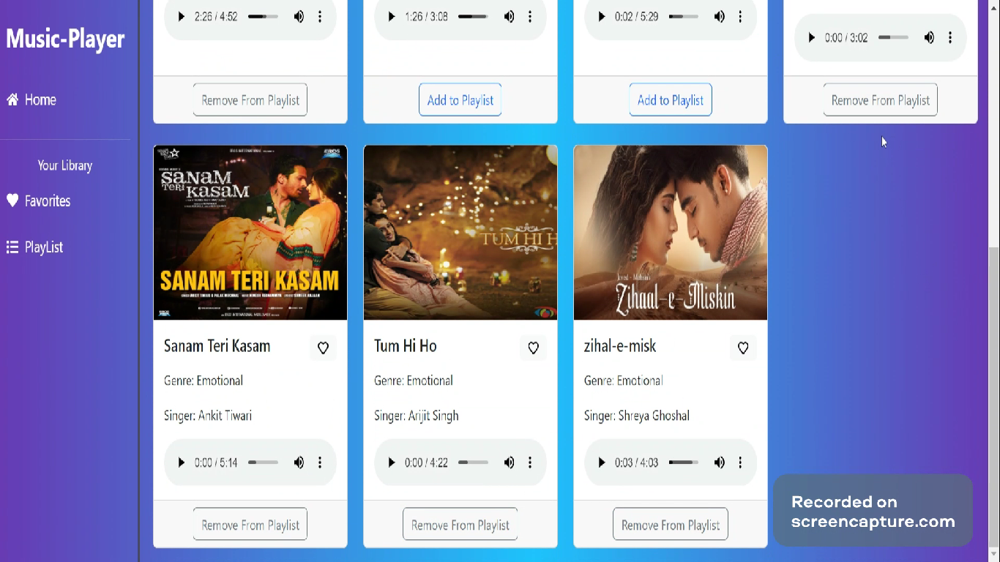 Music-Player
Home
Your Library
Favorites
PlayList
2:26 / 4:52
1:26 / 3:08
0:02 / 5:29
0:00 / 3:02
Remove From Playlist
Add to Playlist
Add to Playlist
Remove From Playlist
EROS
SANAM
TERI KASAM
SANAM TERI KASAM
TUM HI H
Javed - Mohsin's
Zihaal-e-Miskin
Sanam Teri Kasam
Tum Hi Ho
zihal-e-misk
Genre: Emotional
Genre: Emotional
Genre: Emotional
Singer: Ankit Tiwari
Singer: Arijit Singh
Singer: Shreya Ghoshal
0:00 / 5:14
0:00 / 4:22
0:03 / 4:03
Remove From Playlist
Remove From Playlist
Remove From Playlist
Recorded on
screencapture.com